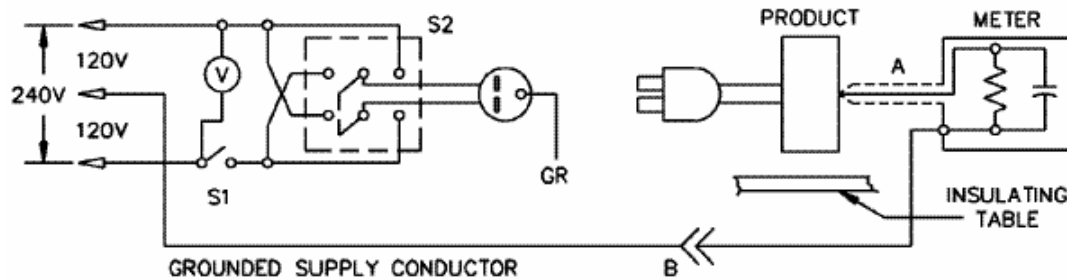 PRODUCT
METER
S2
120V
V
A
240V
120V
GR
S1
INSULATING
TABLE
GROUNDED SUPPLY CONDUCTOR
B